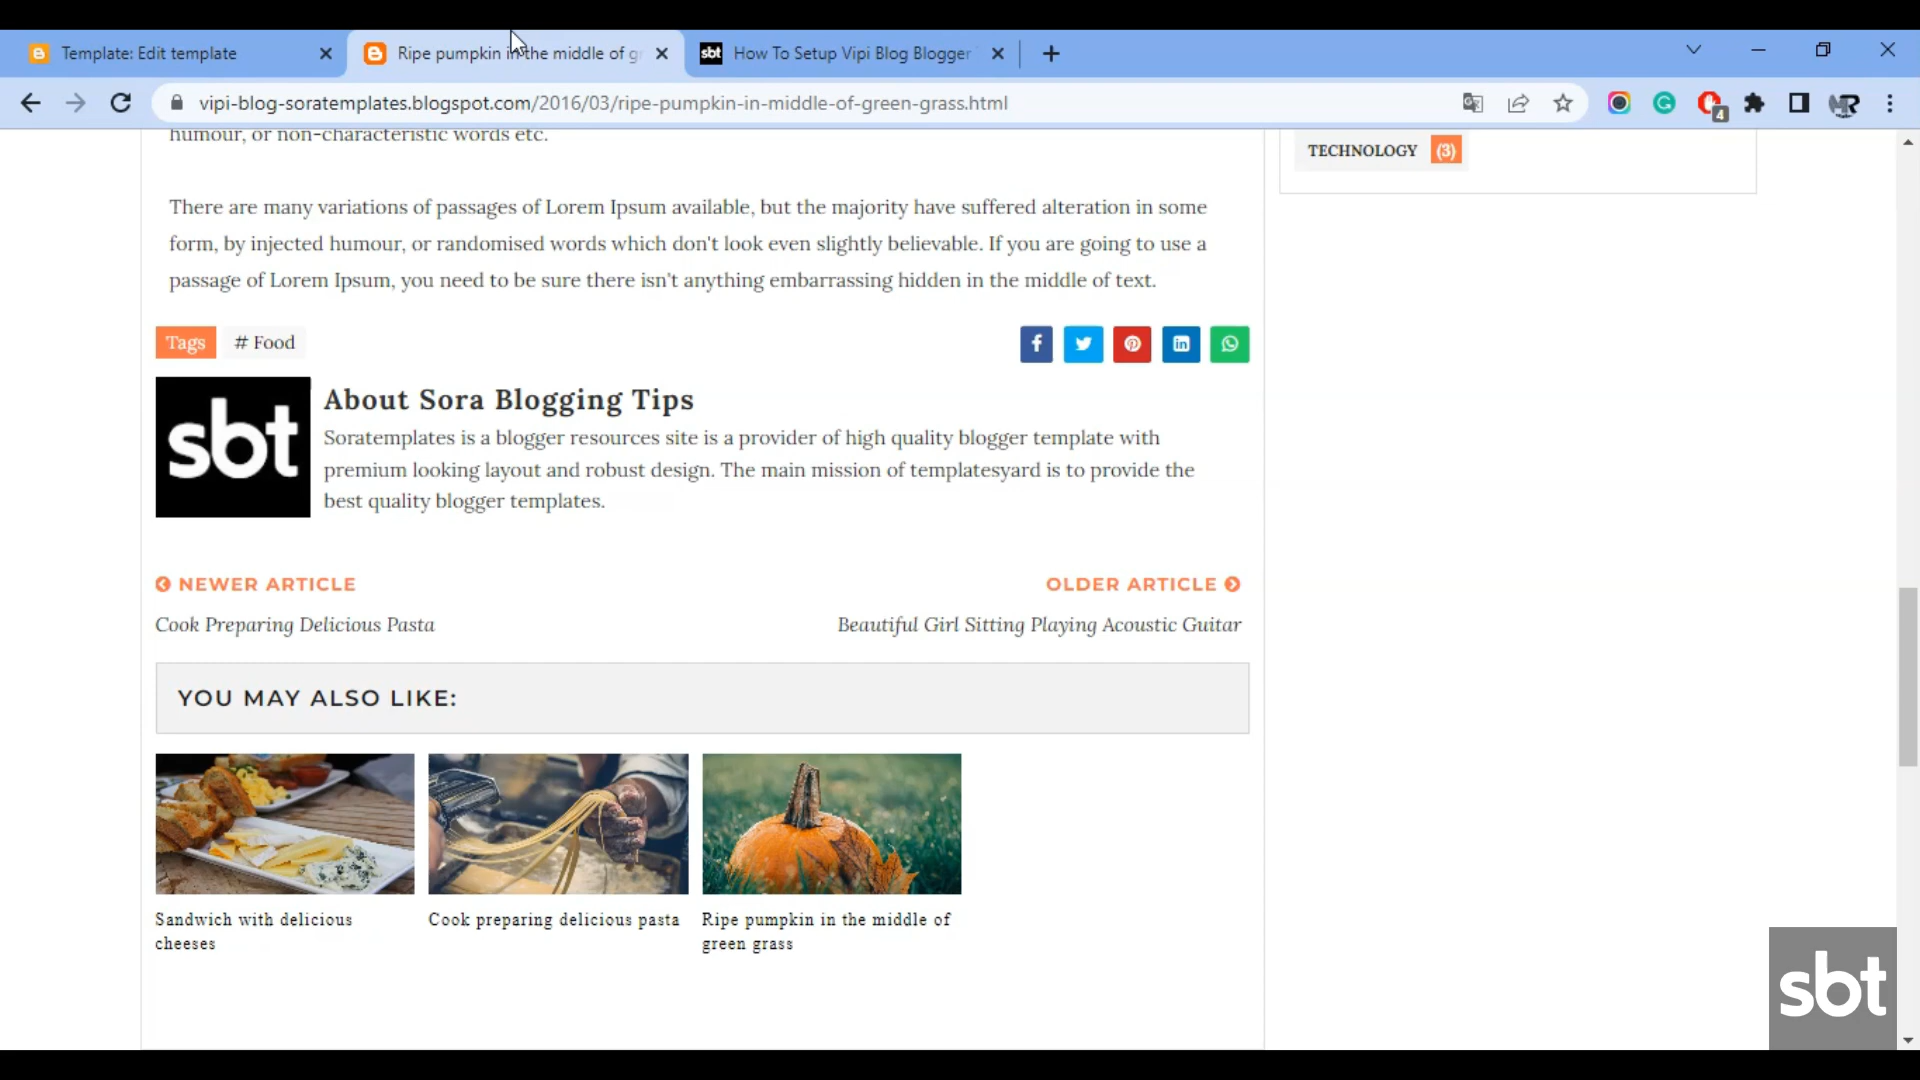 Template: Edit template
Ripe pumpkin in the middle of gr
sbt
How To Setup Vipi Blog Blogger
vipi-blog-soratemplates.blogspot.com/2016/03/ripe-pumpkin-in-middle-of-green-grass.html
4
humour, or non-characteristic words etc.
TECHNOLOGY (3)
There are many variations of passages of Lorem Ipsum available, but the majority have suffered alteration in some
form, by injected humour, or randomised words which don't look even slightly believable. If you are going to use a
passage of Lorem Ipsum, you need to be sure there isn't anything embarrassing hidden in the middle of text.
Tags
# Food
sbt
About Sora Blogging Tips
Soratemplates is a blogger resources site is a provider of high quality blogger template with
premium looking layout and robust design. The main mission of templatesyard is to provide the
best quality blogger templates.
NEWER ARTICLE
OLDER ARTICLE
Cook Preparing Delicious Pasta
Beautiful Girl Sitting Playing Acoustic Guitar
YOU MAY ALSO LIKE:
Sandwich with delicious
cheeses
Cook preparing delicious pasta
Ripe pumpkin in the middle of
green grass
sbt